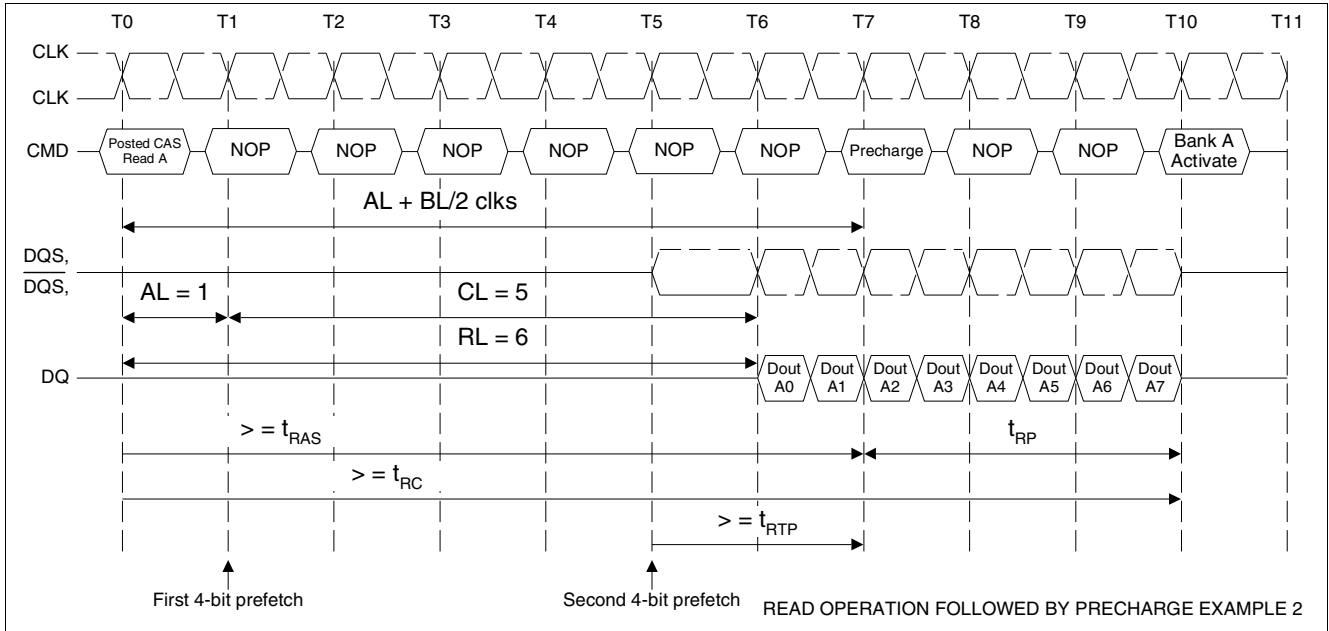 T0 T1 T2 T3 T4 T5 T6 T7 T8 T9 T10 T11
CLK
CLK
CMD
Posted CAS
Read A
NOP
NOP
NOP
NOP
NOP
NOP
Precharge
NOP
NOP
Bank A
Activate
AL + BL/2 clks
DQS,
DQS,
AL = 1
CL = 5
RL = 6
DQ
Dout
A0
Dout
A1
Dout
A2
Dout
A3
Dout
A4
Dout
A5
Dout
A6
Dout
A7
> = tRAS
tRP
> = tRC
> = tRTP
First 4-bit prefetch
Second 4-bit prefetch
READ OPERATION FOLLOWED BY PRECHARGE EXAMPLE 2